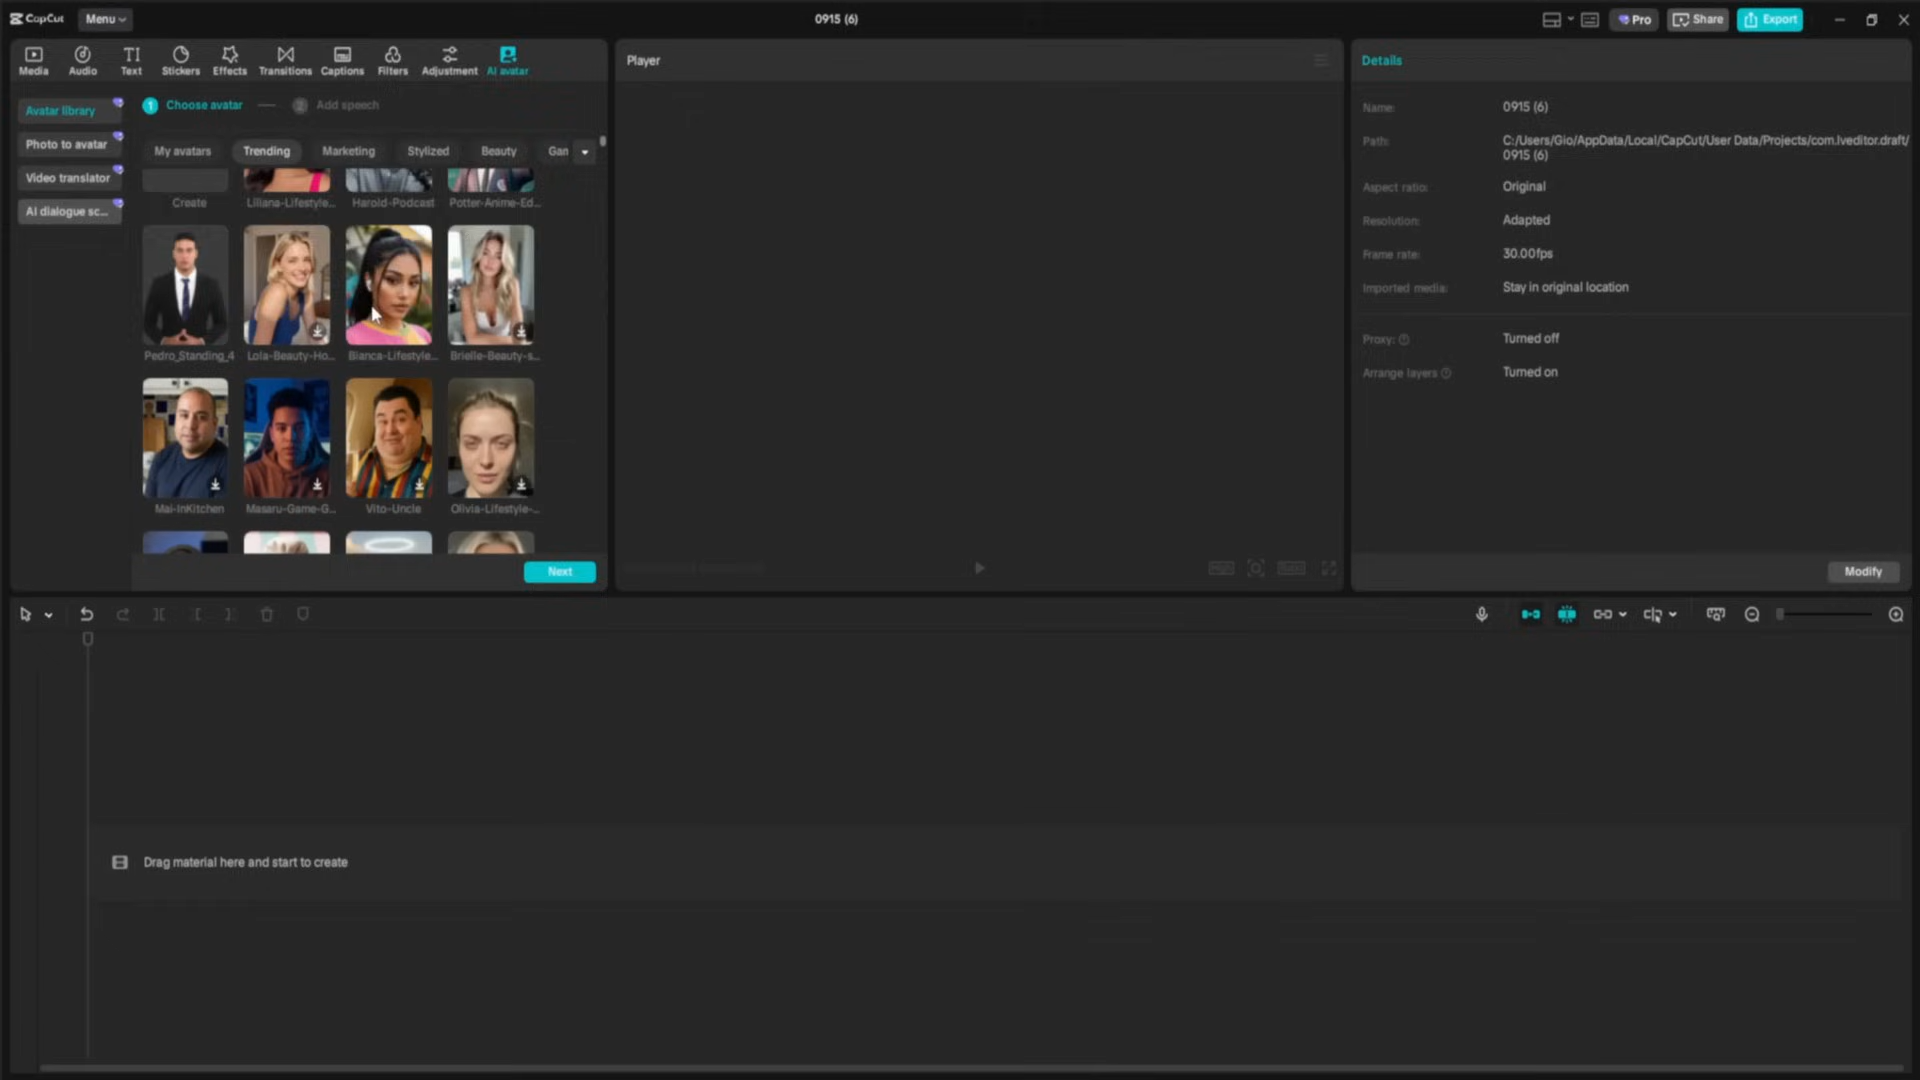 CapCut
Menu
0915 (6)
Pro
Share
Export
Media
Audio
TI
Text
Stickers
Effects
Transitions
Captions
Filters
Adjustment
AI avatar
Player
Details
Avatar library
Photo to avatar
Video translator
AI dialogue sc...
1 Choose avatar
2 Add speech
My avatars
Trending
Marketing
Stylized
Beauty
Gan
Create
Liliana-Lifestyle...
Harold-Podcast
Potter-Anime-Ed...
Pedro_Standing_4
Lola-Beauty-Ho...
Bianca-Lifestyle...
Brielle-Beauty-s...
Mai-InKitchen
Masaru-Game-G...
Vito-Uncle
Olivia-Lifestyle-...
Next
Name: 0915 (6)
Path: C:/Users/Gio/AppData/Local/CapCut/User Data/Projects/com.lveditor.draft/
0915 (6)
Aspect ratio: Original
Resolution: Adapted
Frame rate: 30.00fps
Imported media: Stay in original location
Proxy: Turned off
Arrange layers Turned on
Modify
Drag material here and start to create